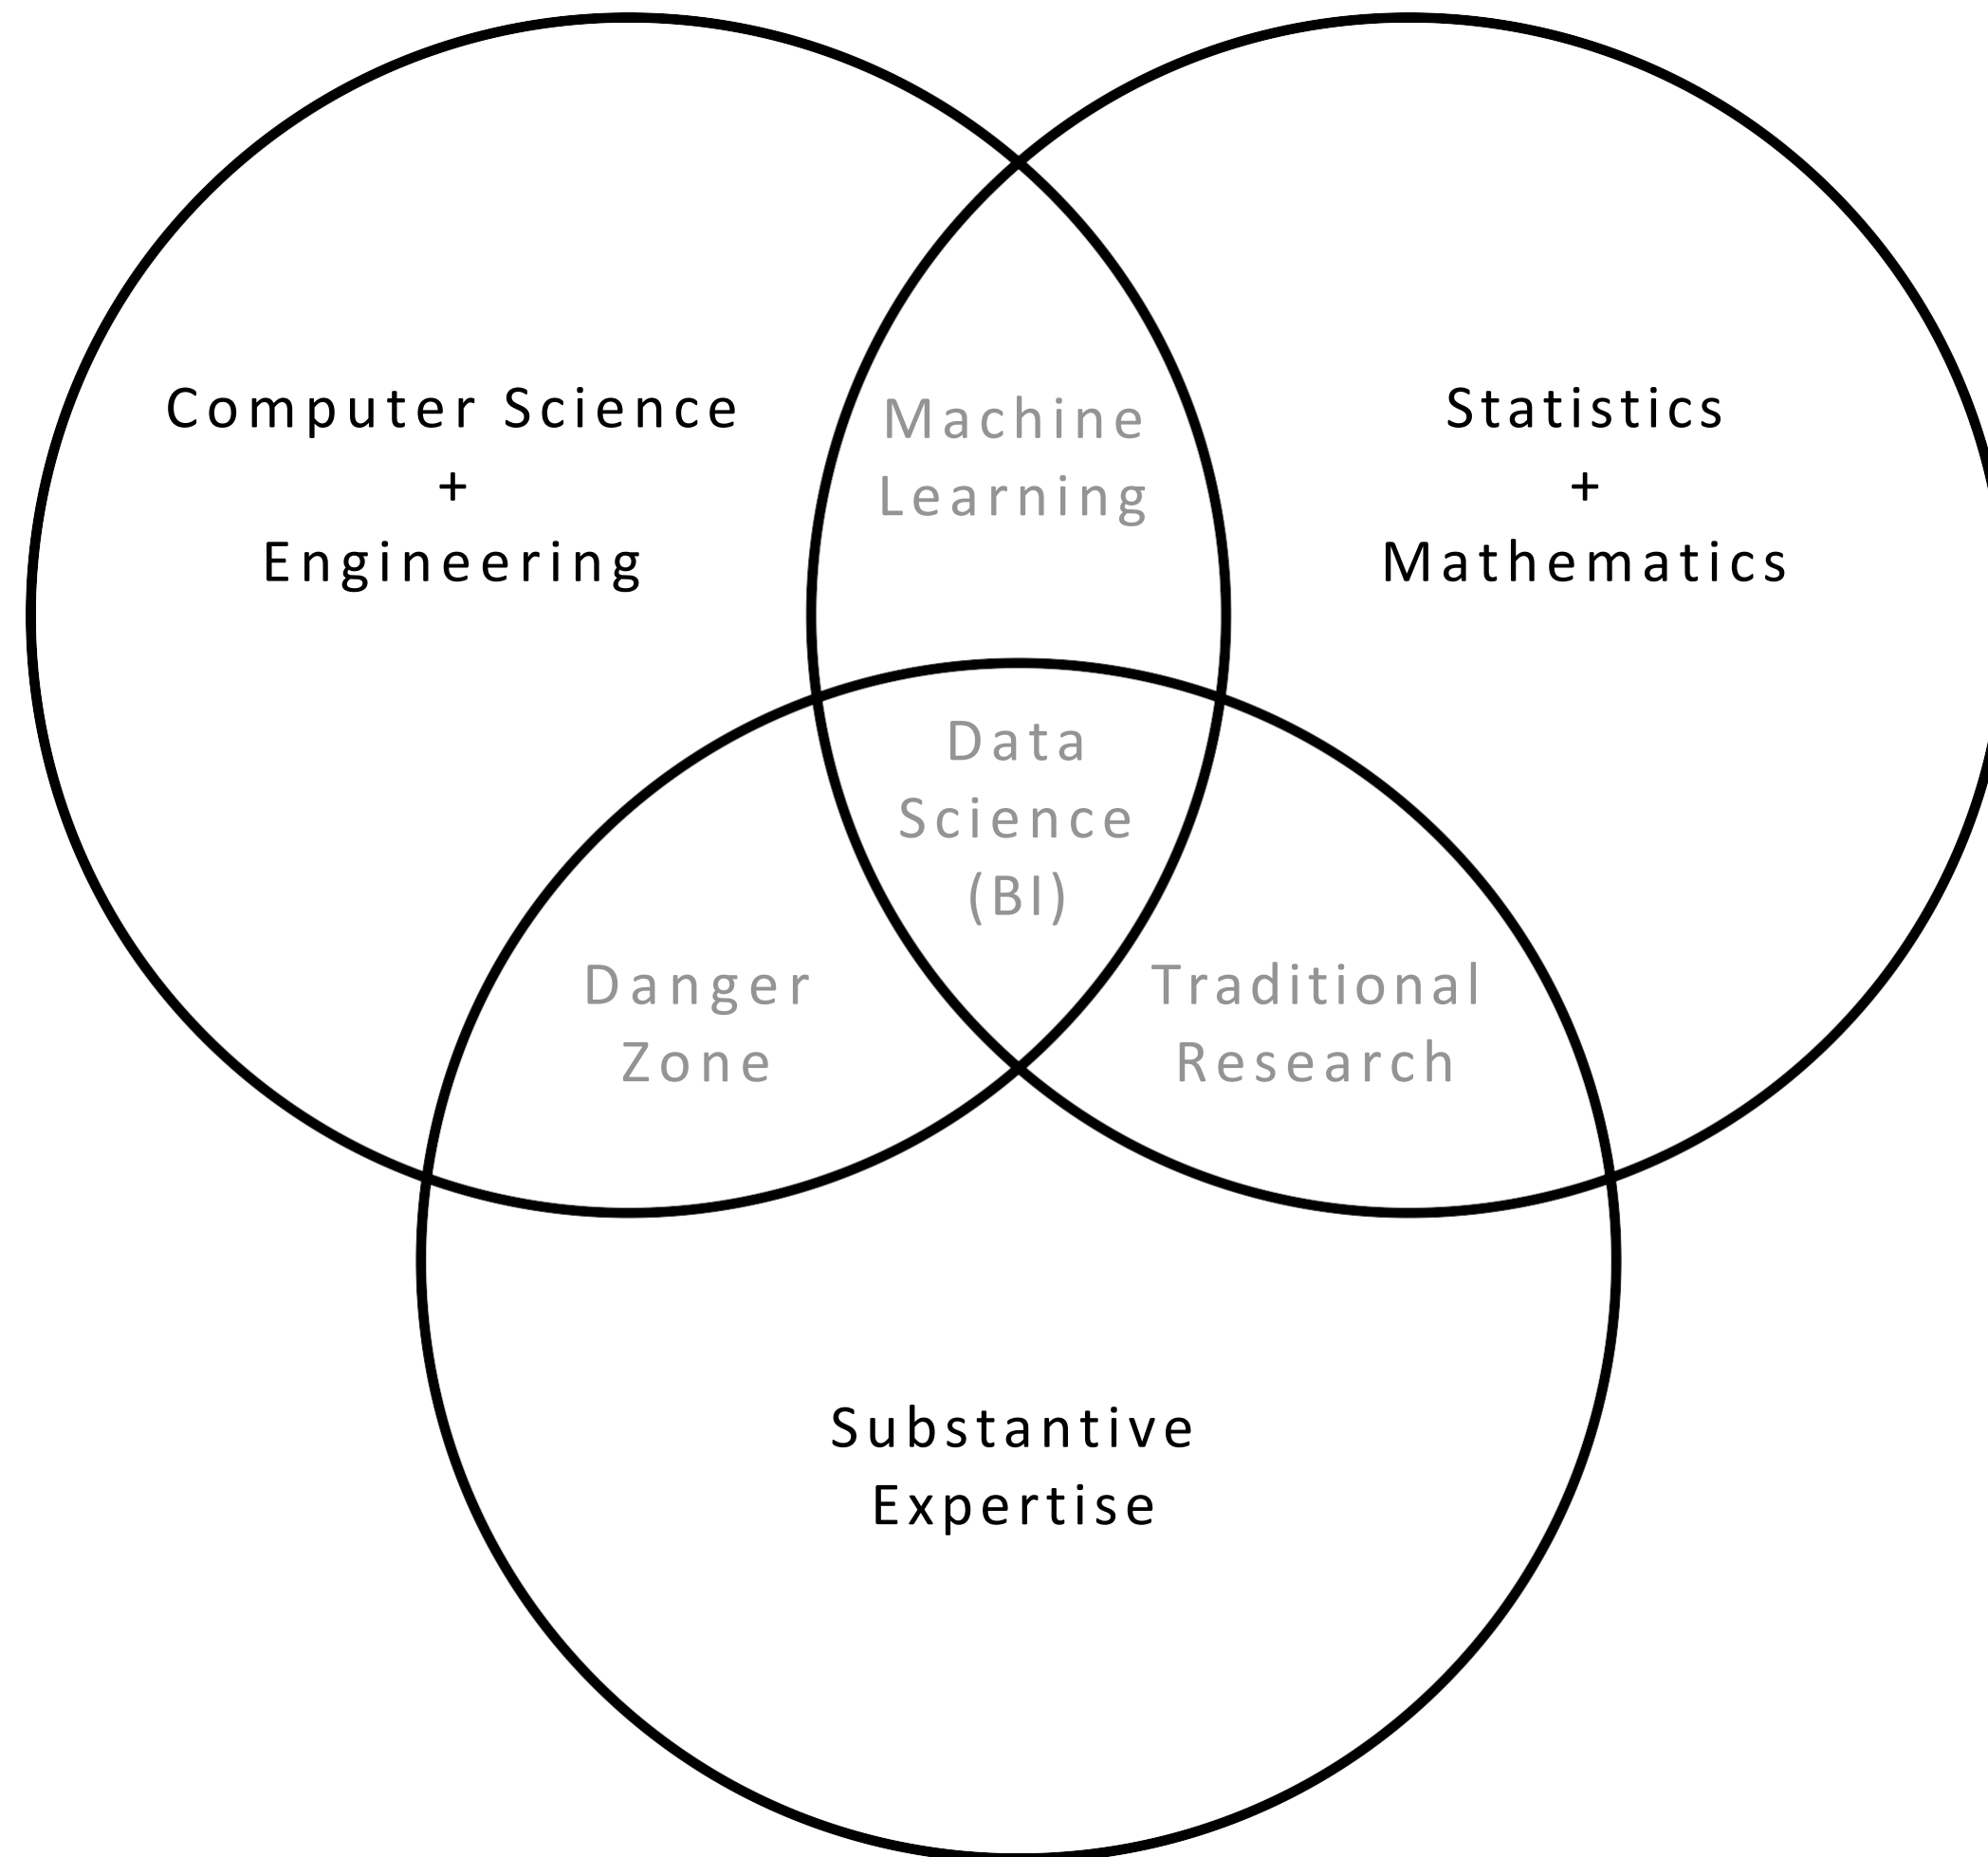 Computer Science
+
Engineering
Machine
Learning
Statistics
+
Mathematics
Data
Science
(BI)
Danger
Zone
Traditional
Research
Substantive
Expertise